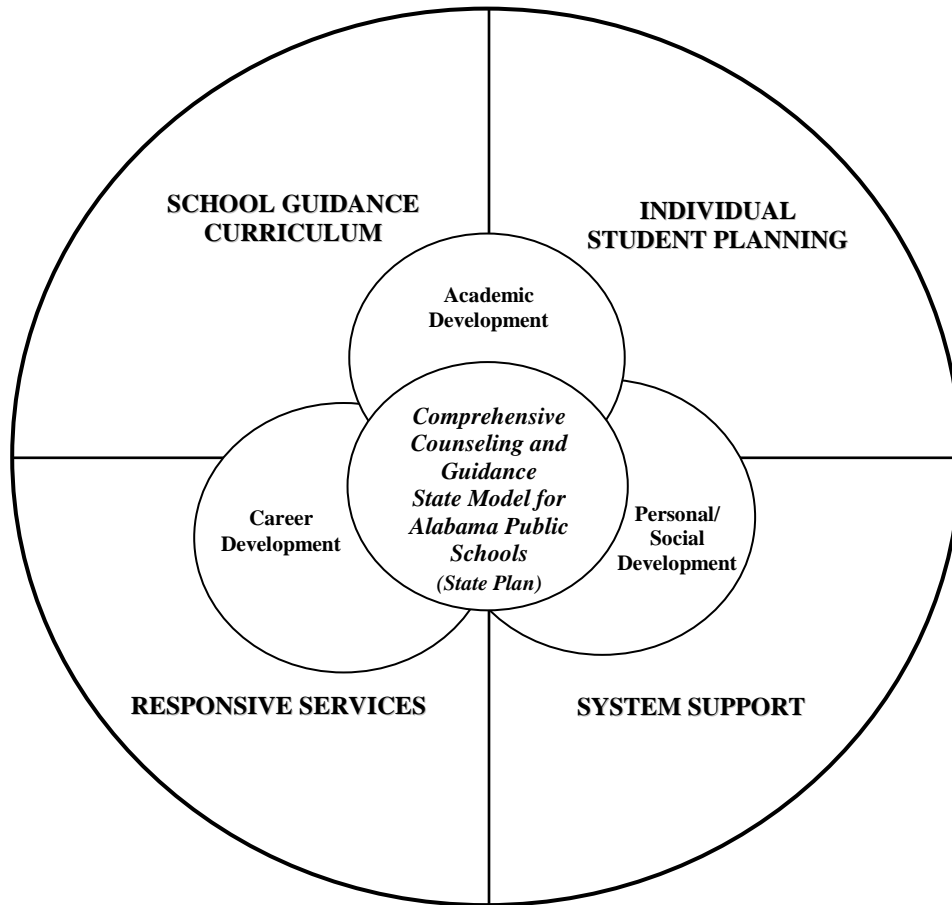 SCHOOL GUIDANCE
CURRICULUM
INDIVIDUAL
STUDENT PLANNING
Academic
Development
Comprehensive
Counseling and
Guidance
State Model for
Alabama Public
Schools
(State Plan)
Career
Development
Personal/
Social
Development
RESPONSIVE SERVICES
SYSTEM SUPPORT